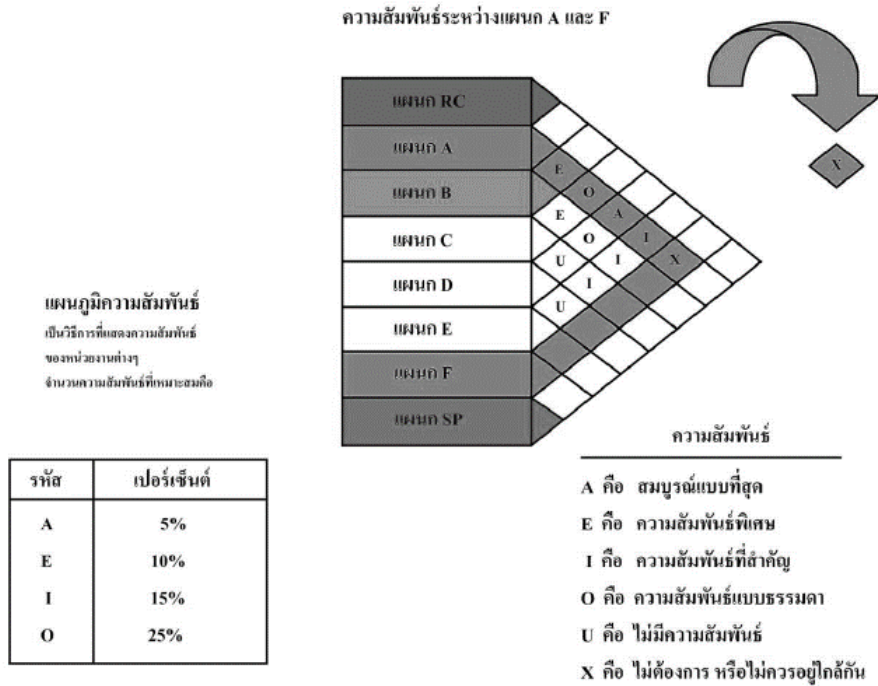 ความสัมพันธ์ระหว่างแผนก A และ F
แผนก RC
แผนก A
แผนก B
แผนก C
แผนก D
แผนก E
แผนก F
แผนก SP
E O A I X
E O I
U I
U
X
แผนภูมิความสัมพันธ์
เป็นวิธีการที่แสดงความสัมพันธ์
ของหน่วยงานต่างๆ
จำนวนความสัมพันธ์ที่เหมาะสมคือ
รหัส เปอร์เซ็นต์
A 5%
E 10%
I 15%
O 25%
ความสัมพันธ์
A คือ สมบูรณ์แบบที่สุด
E คือ ความสัมพันธ์พิเศษ
I คือ ความสัมพันธ์ที่สำคัญ
O คือ ความสัมพันธ์แบบธรรมดา
U คือ ไม่มีความสัมพันธ์
X คือ ไม่ต้องการ หรือไม่ควรอยู่ใกล้กัน